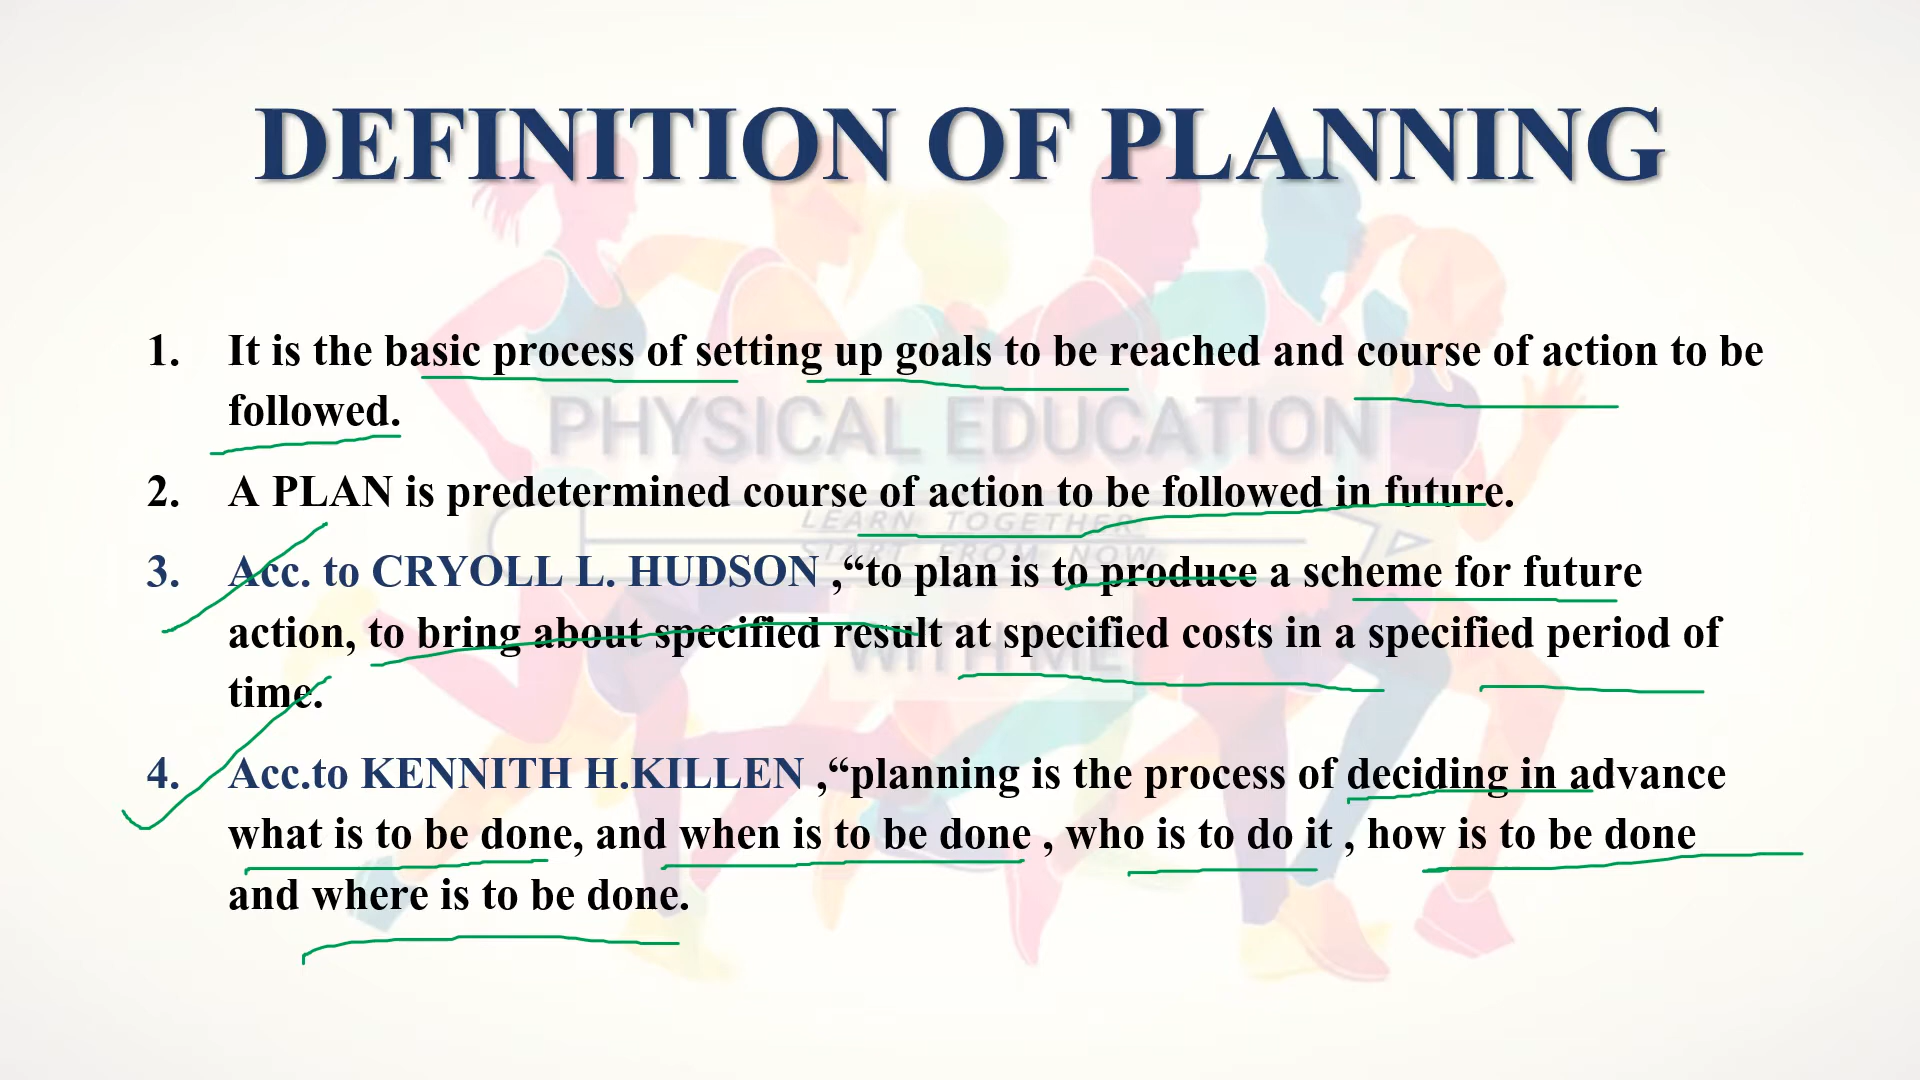 DEFINITION OF PLANNING
1. It is the basic process of setting up goals to be reached and course of action to be
followed.
PHYSICAL EDUCATION
2. A PLAN is predetermined course of action to be followed in future.
LEARN TOGETHER
START FROM NOW
3. Acc. to CRYOLL L. HUDSON ,“to plan is to produce a scheme for future
action, to bring about specified result at specified costs in a specified period of
WITH ME
time.
4. Acc.to KENNITH H.KILLEN ,“planning is the process of deciding in advance
what is to be done, and when is to be done , who is to do it , how is to be done
and where is to be done.